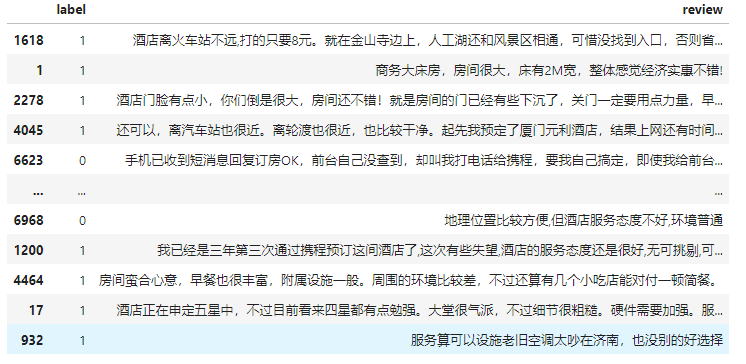 label review
1618 1 酒店离火车站不远,打的只要8元。就在金山寺边上，人工湖还和风景区相通，可惜没找到入口，否则省...
1 1 商务大床房，房间很大，床有2M宽，整体感觉经济实惠不错!
2278 1 酒店门脸有点小，你们倒是很大，房间还不错！就是房间的门已经有些下沉了，关门一定要用点力量，早...
4045 1 还可以，离汽车站也很近。离轮渡也很近，也比较干净。起先我预定了厦门元利酒店，结果上网还有时间...
6623 0 手机已收到短消息回复订房OK，前台自己没查到，却叫我打电话给携程，要我自己搞定，即使我给前台...
... ... ...
6968 0 地理位置比较方便,但酒店服务态度不好,环境普通
1200 1 我已经是三年第三次通过携程预订这间酒店了,这次有些失望,酒店的服务态度还是很好,无可挑剔,可...
4464 1 房间蛮合心意，早餐也很丰富，附属设施一般。周围的环境比较差，不过还算有几个小吃店能对付一顿简餐。
17 1 酒店正在申定五星中，不过目前看来四星都有点勉强。大堂很气派，不过细节很粗糙。硬件需要加强。服...
932 1 服务算可以设施老旧空调太吵在济南，也没别的好选择